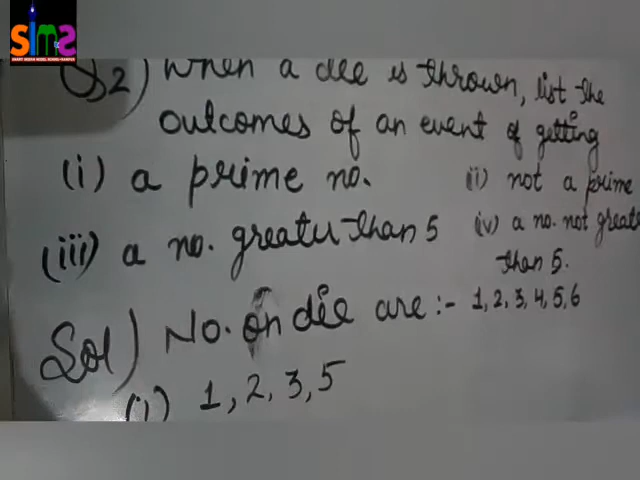 SIMS
Q2) When a die is thrown, list the
outcomes of an event of getting
(i) a prime no.
(ii) not a prime
(iii) a no. greater than 5
(iv) a no. not greate
than 5.
Sol) No. on die are :- 1, 2, 3, 4, 5, 6
(i) 1, 2, 3, 5